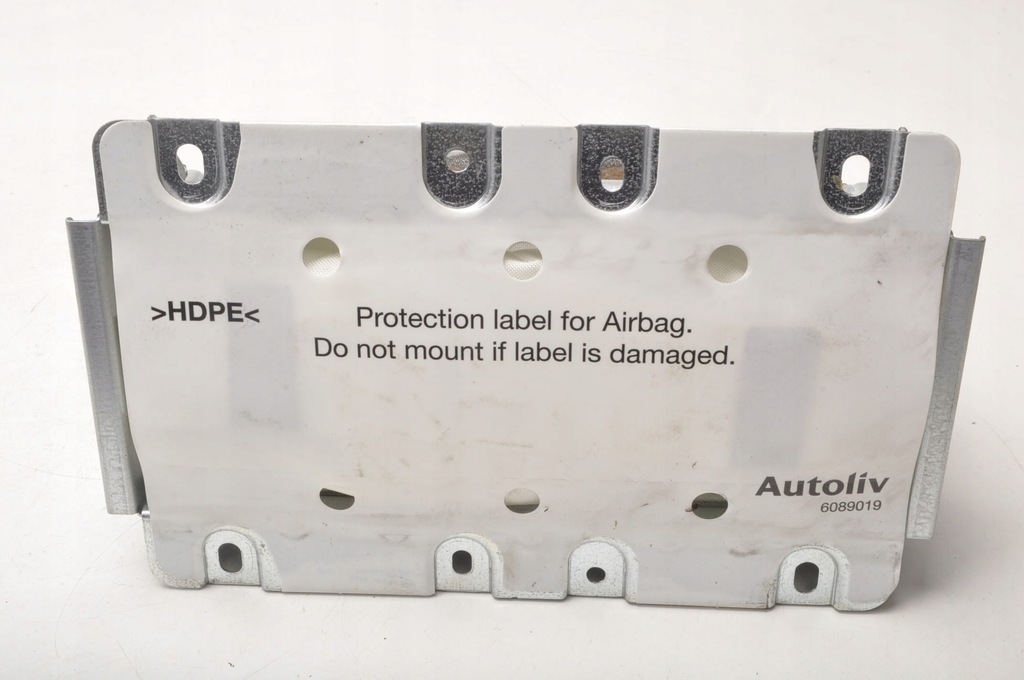 >HDPE<
Protection label for Airbag.
Do not mount if label is damaged.
Autoliv
6089019